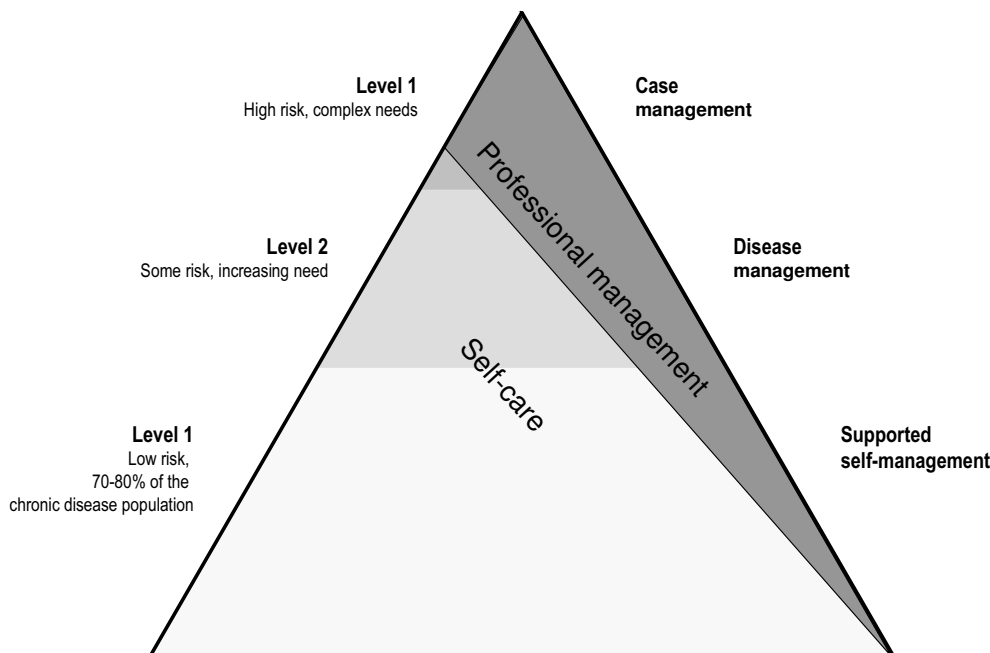 Level 1
High risk, complex needs
Case
management
Professional management
Level 2
Some risk, increasing need
Disease
management
Self-care
Level 1
Low risk,
70-80% of the
chronic disease population
Supported
self-management